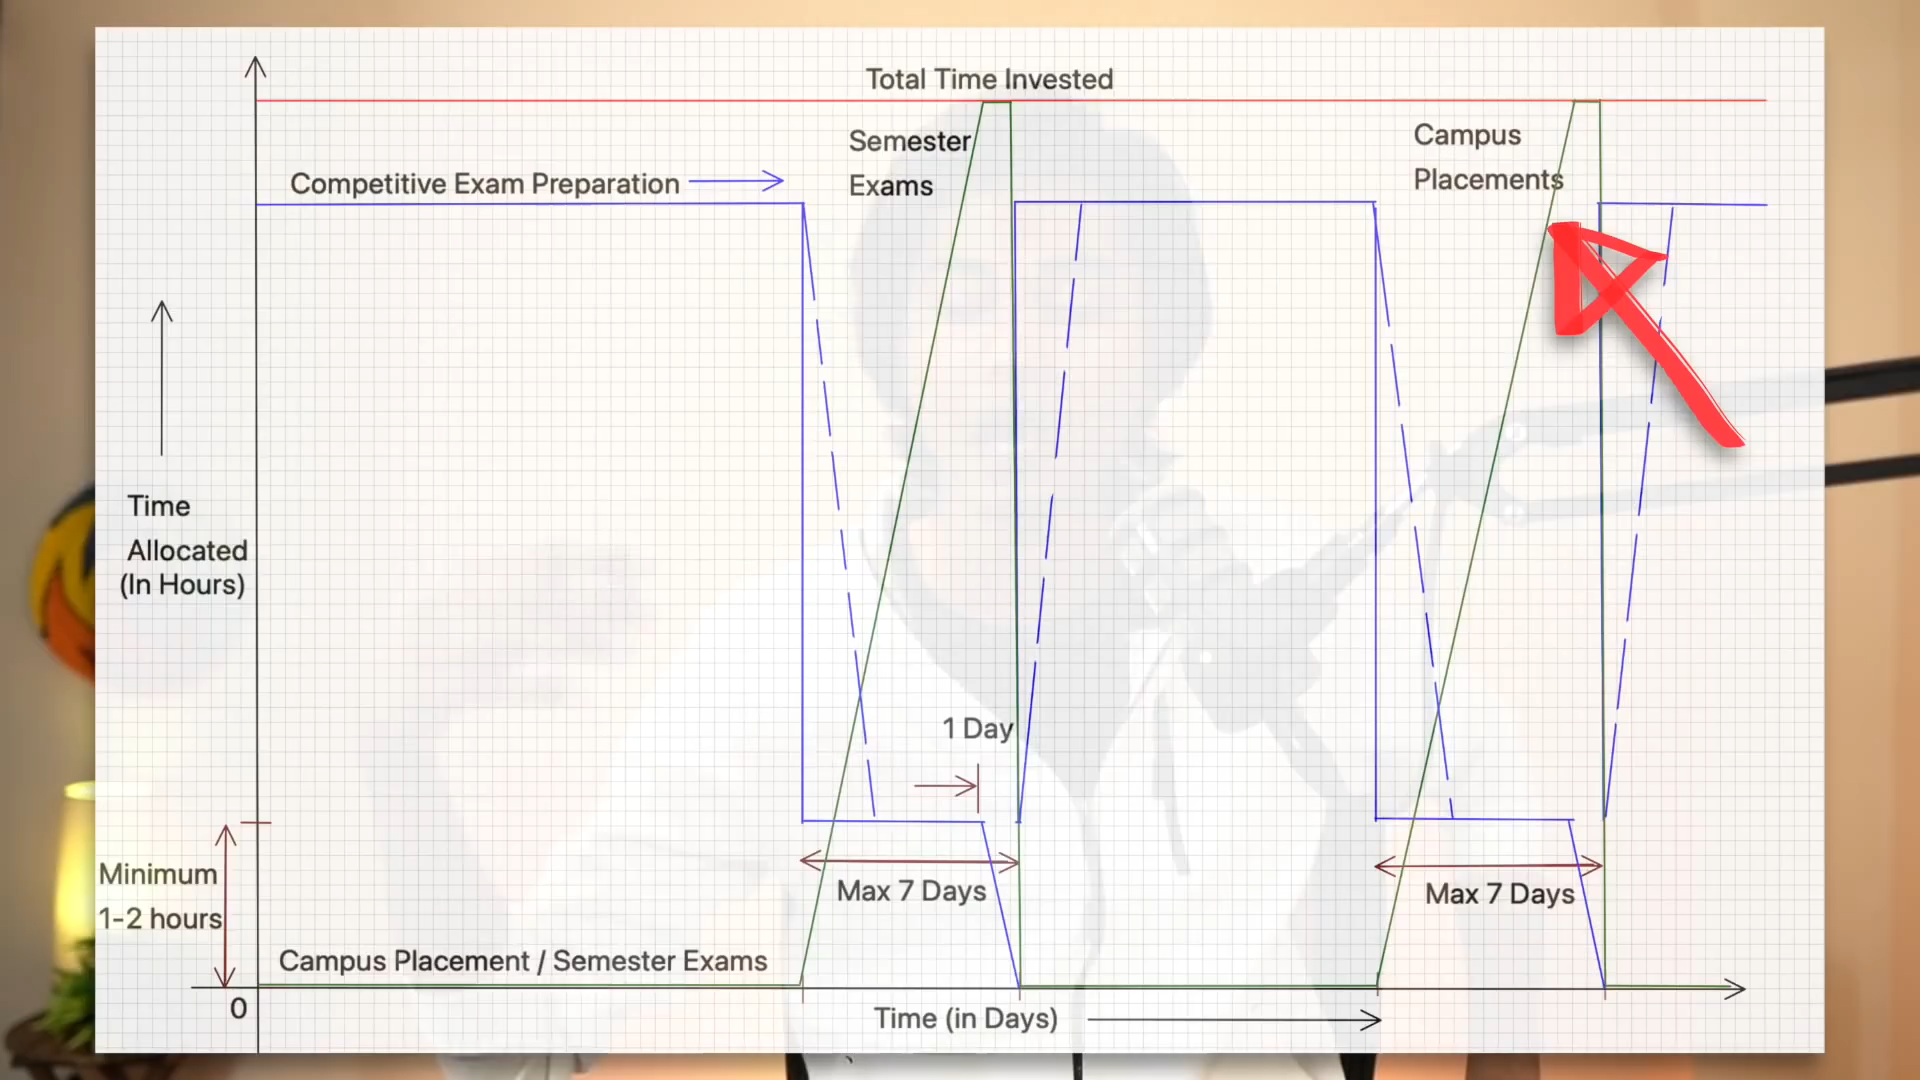 Total Time Invested
Semester
Exams
Campus
Placements
Competitive Exam Preparation
Time
Allocated
(In Hours)
1 Day
Minimum
1-2 hours
Max 7 Days
Max 7 Days
Campus Placement / Semester Exams
0
Time (in Days)